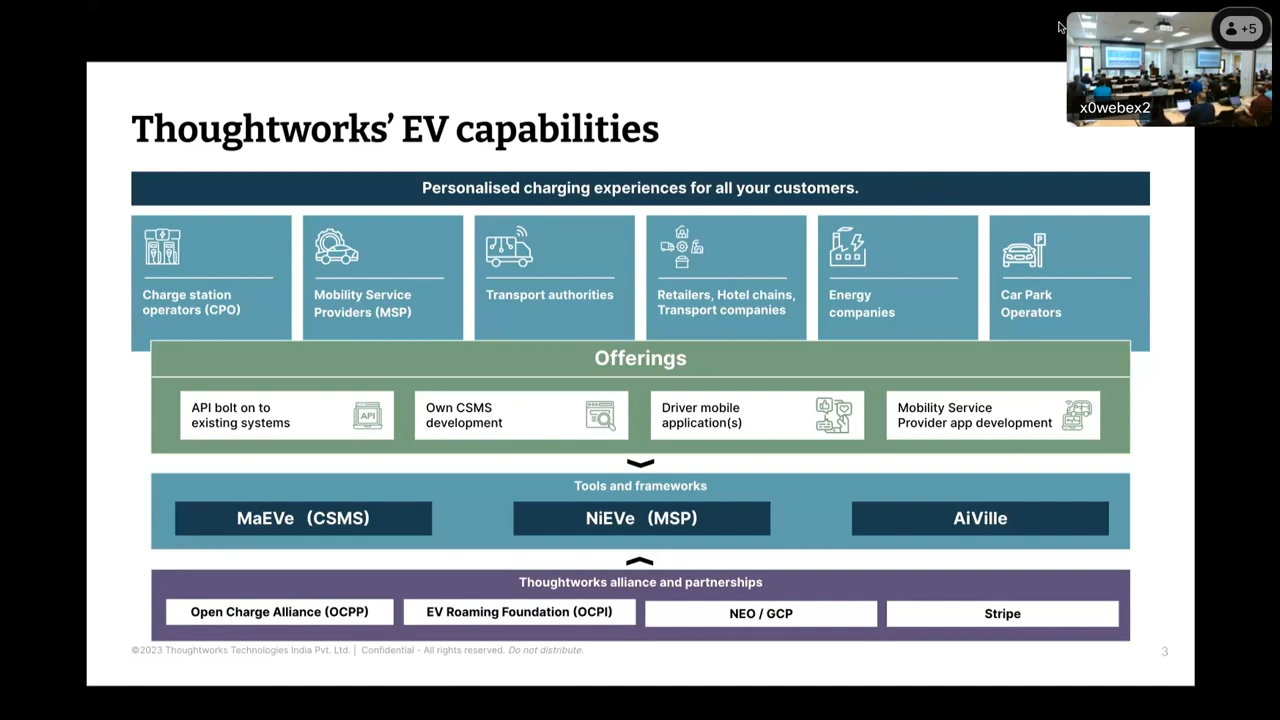 +5
x0webex2
Thoughtworks’ EV capabilities
Personalised charging experiences for all your customers.
Charge station
operators (CPO)
Mobility Service
Providers (MSP)
Transport authorities
Retailers, Hotel chains,
Transport companies
Energy
companies
P
Car Park
Operators
Offerings
API bolt on to
existing systems
API
Own CSMS
development
Driver mobile
application(s)
Mobility Service
Provider app development
Tools and frameworks
MaEVe (CSMS)
NiEVe (MSP)
AiVille
Thoughtworks alliance and partnerships
Open Charge Alliance (OCPP)
EV Roaming Foundation (OCPI)
NEO / GCP
Stripe
©2023 Thoughtworks Technologies India Pvt. Ltd. | Confidential - All rights reserved. Do not distribute.
3